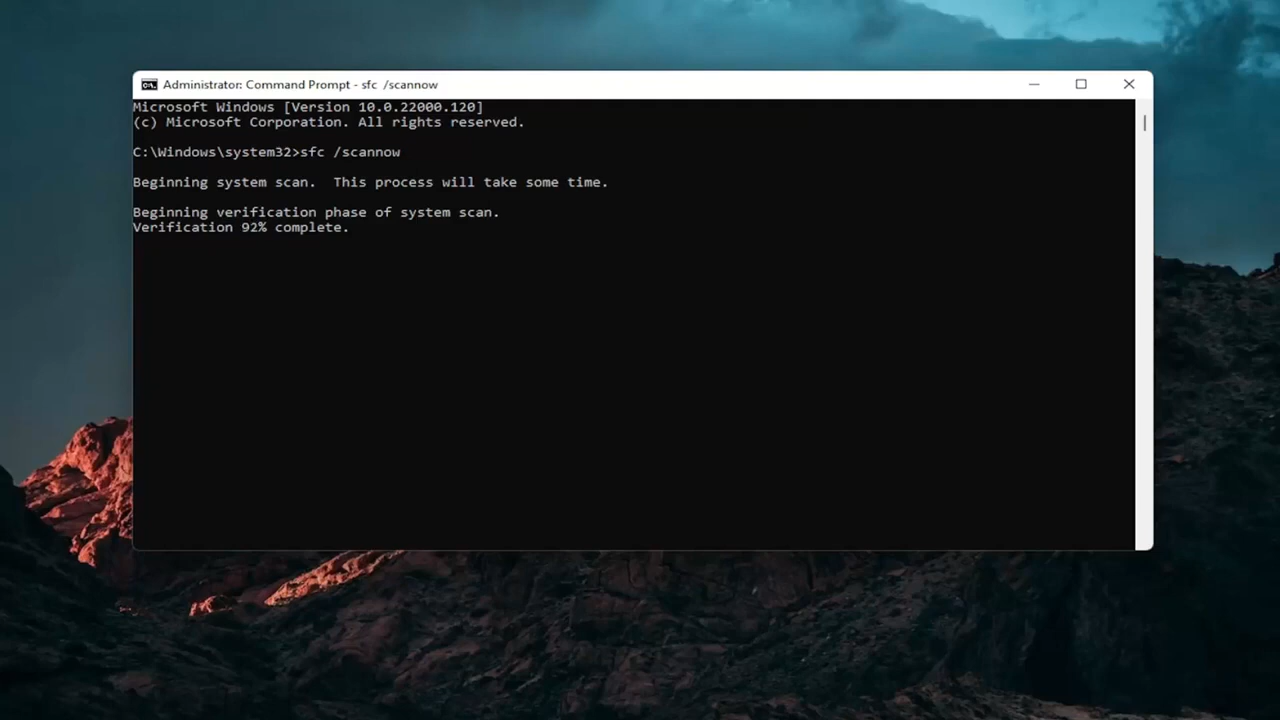 Administrator: Command Prompt - sfc  /scannow
Microsoft Windows [Version 10.0.22000.120]
(c) Microsoft Corporation. All rights reserved.
C:\Windows\system32>sfc /scannow
Beginning system scan.  This process will take some time.
Beginning verification phase of system scan.
Verification 92% complete.